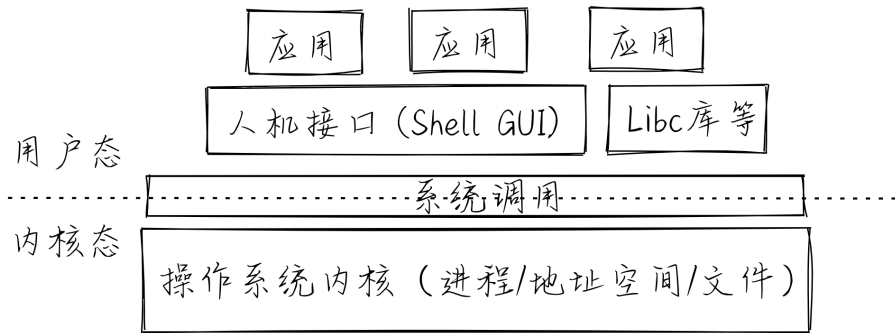 应用 应用 应用
人机接口 (Shell GUI) Libc库等
用户态
系统调用
内核态
操作系统内核 (进程/地址空间/文件)